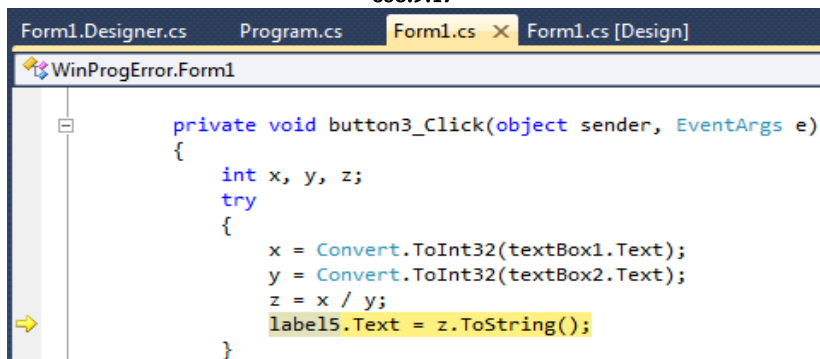 Form1.Designer.cs Program.cs Form1.cs Form1.cs [Design]
WinProgError.Form1
private void button3_Click(object sender, EventArgs e)
{
int x, y, z;
try
{
x = Convert.ToInt32(textBox1.Text);
y = Convert.ToInt32(textBox2.Text);
z = x / y;
label5.Text = z.ToString();
}